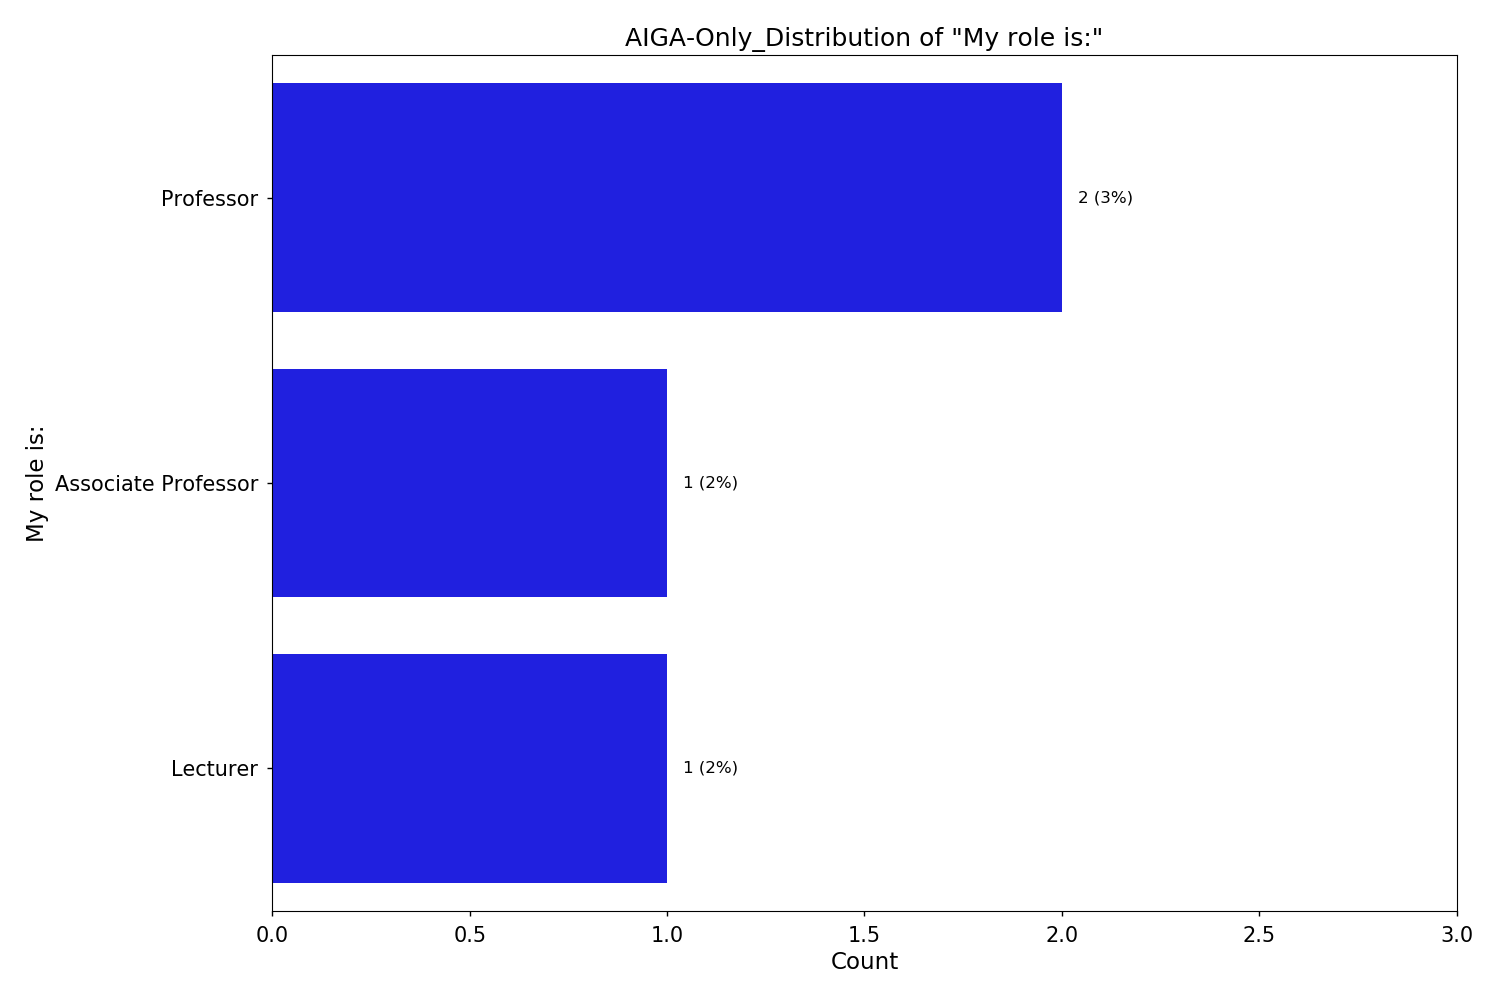 AIGA-Only_Distribution of "My role is:"
My role is:
Professor
2 (3%)
Associate Professor
1 (2%)
Lecturer
1 (2%)
0.0 0.5 1.0 1.5 2.0 2.5 3.0
Count